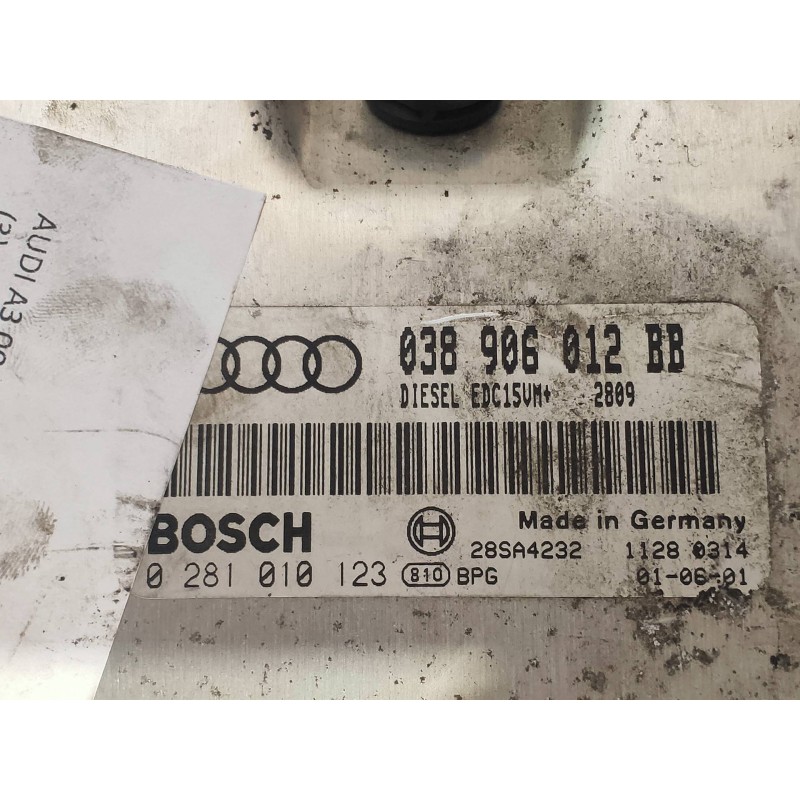 AUDI A3
038 906 012 BB
DIESEL EDC15VM+ 2809
BOSCH
Made in Germany
28SA4232 1128 0314
0 281 010 123 810 BPG 01-06-01